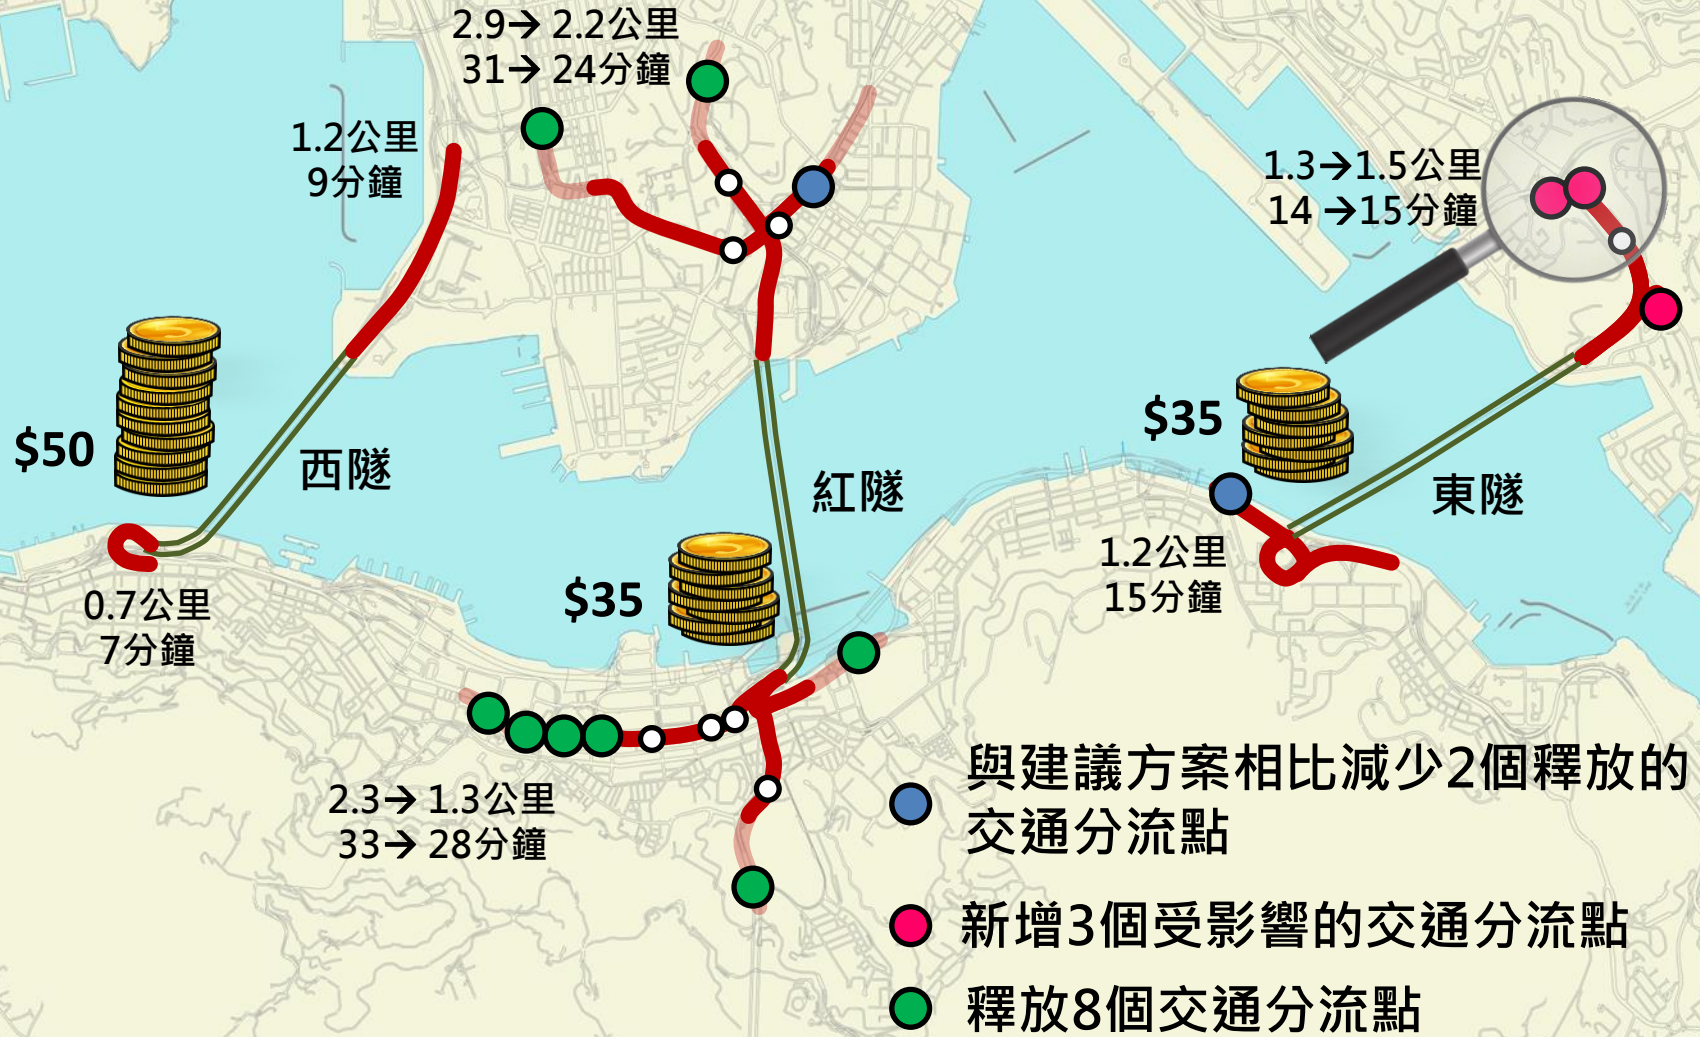 2.9→ 2.2公里
31→ 24分鐘
1.2公里
9分鐘
1.3→1.5公里
14 →15分鐘
$50
西隧
$35
紅隧
$35
東隧
1.2公里
15分鐘
0.7公里
7分鐘
2.3→ 1.3公里
33→ 28分鐘
與建議方案相比減少2個釋放的
交通分流點
新增3個受影響的交通分流點
釋放8個交通分流點